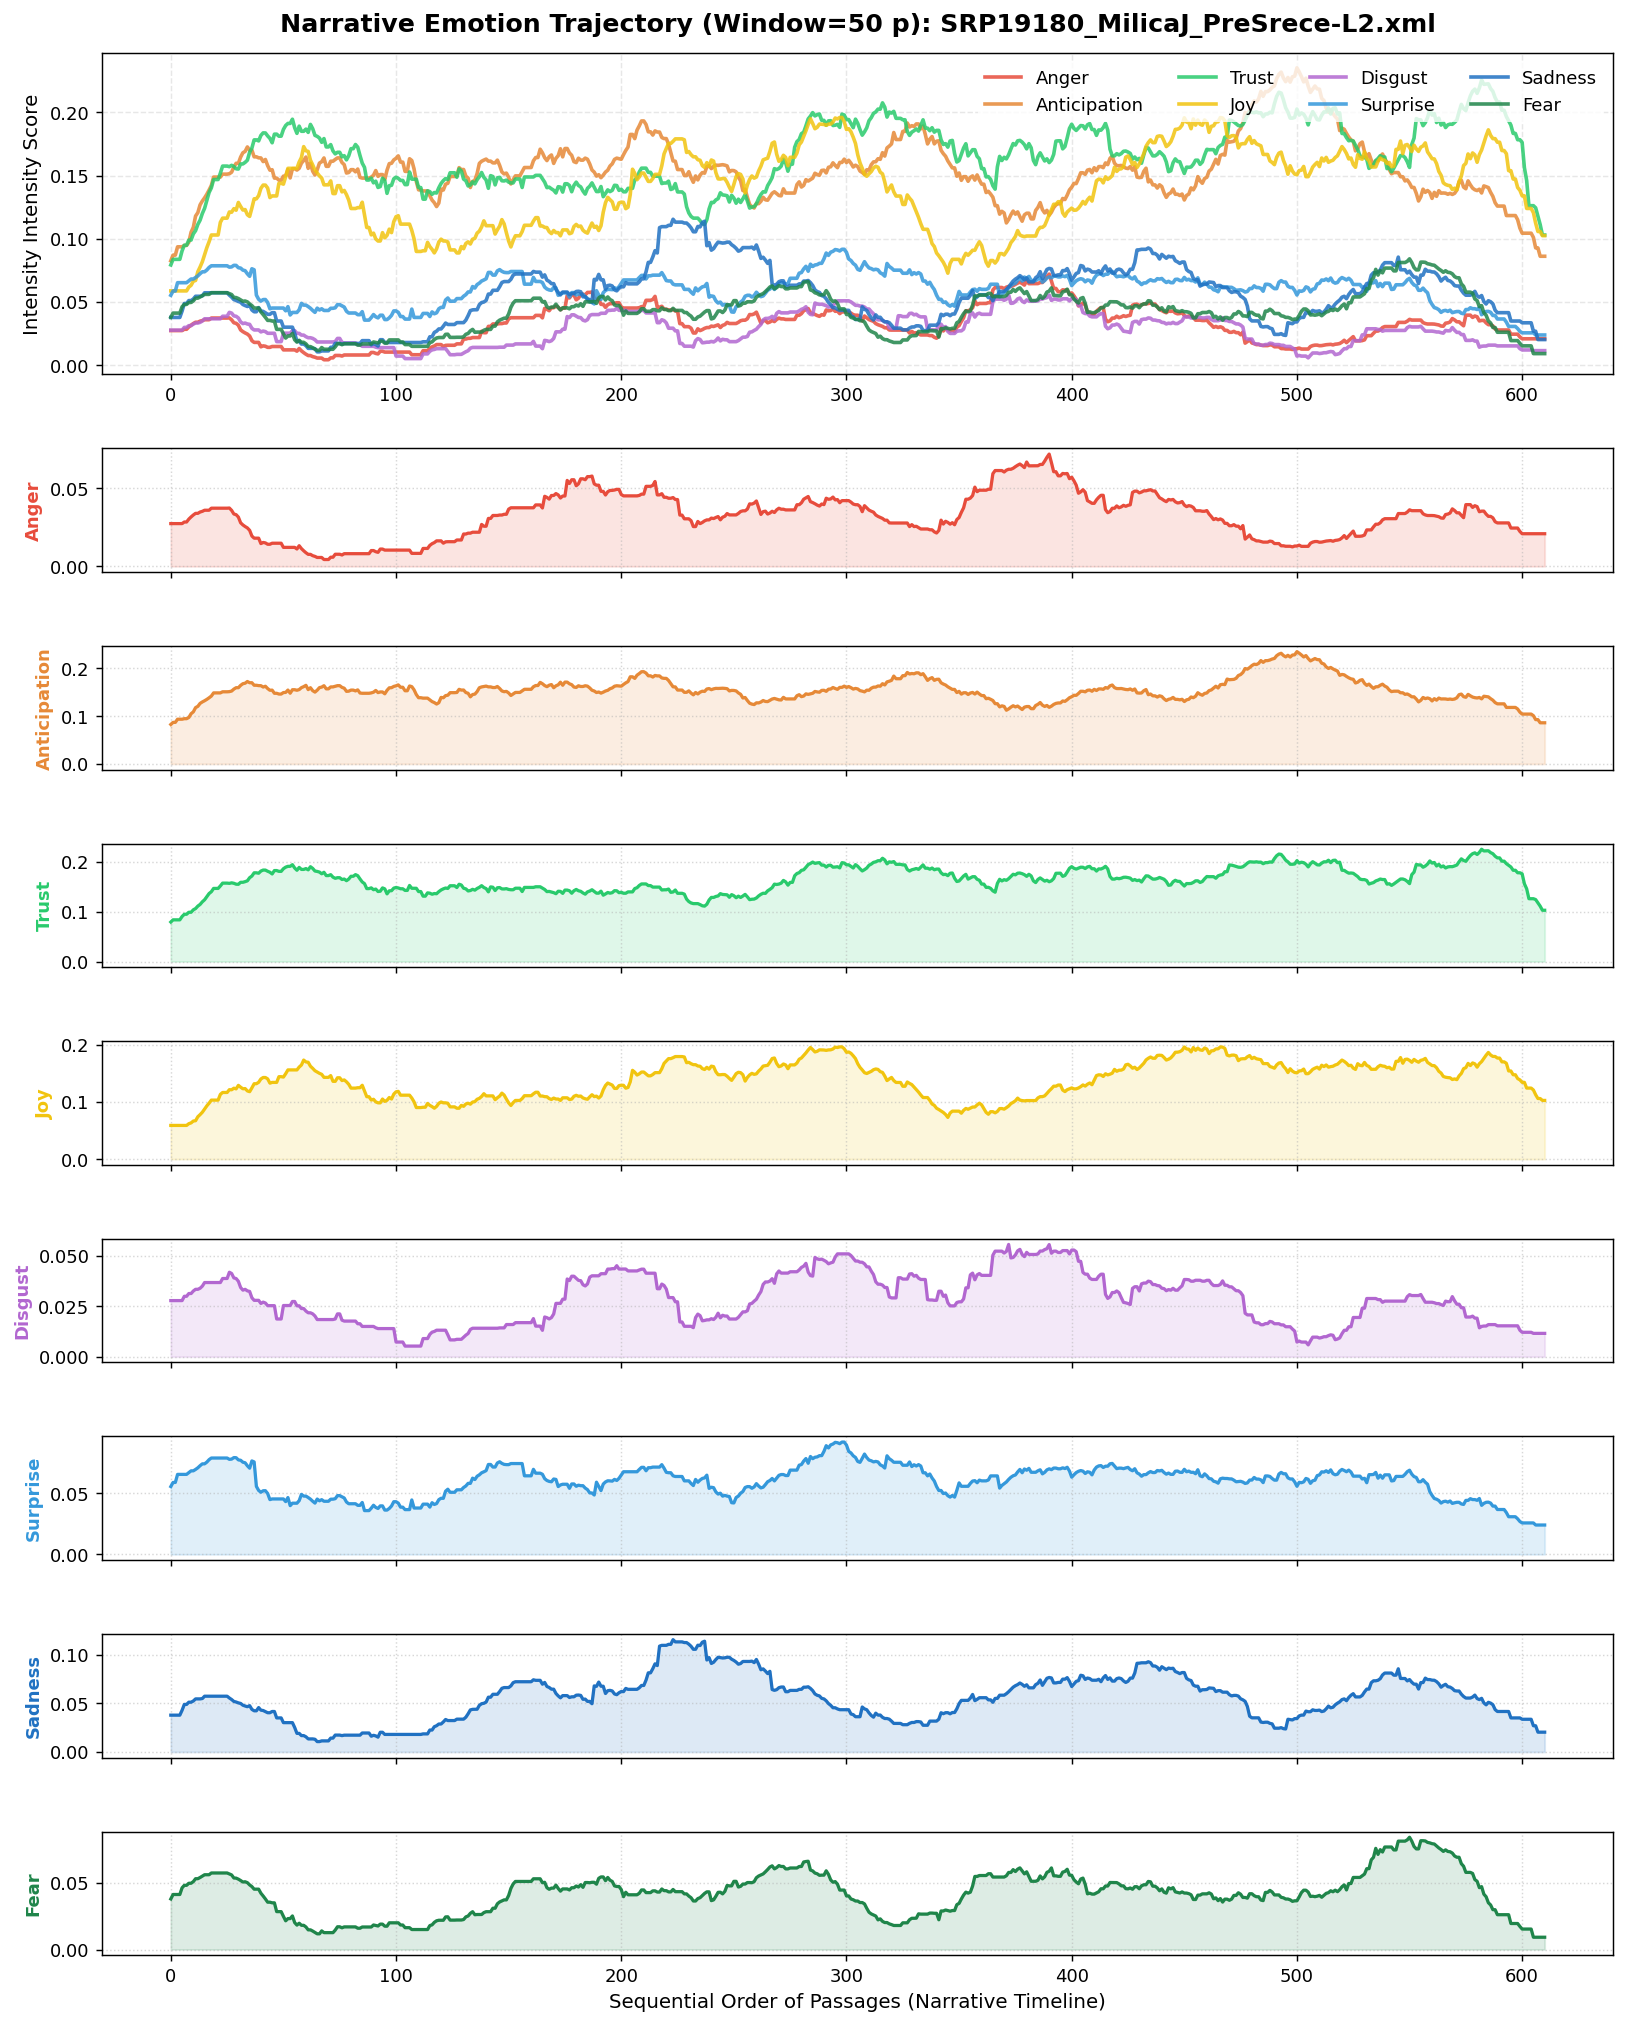 Narrative Emotion Trajectory (Window=50 p): SRP19180_MilicaJ_PreSrece-L2.xml
Intensity Intensity Score
Anger
Anticipation
Trust
Joy
Disgust
Surprise
Sadness
Fear
0.20
0.15
0.10
0.05
0.00
0 100 200 300 400 500 600
Anger
0.05
0.00
Anticipation
0.2
0.1
0.0
Trust
0.2
0.1
0.0
Joy
0.2
0.1
0.0
Disgust
0.050
0.025
0.000
Surprise
0.05
0.00
Sadness
0.10
0.05
0.00
Fear
0.05
0.00
0 100 200 300 400 500 600
Sequential Order of Passages (Narrative Timeline)